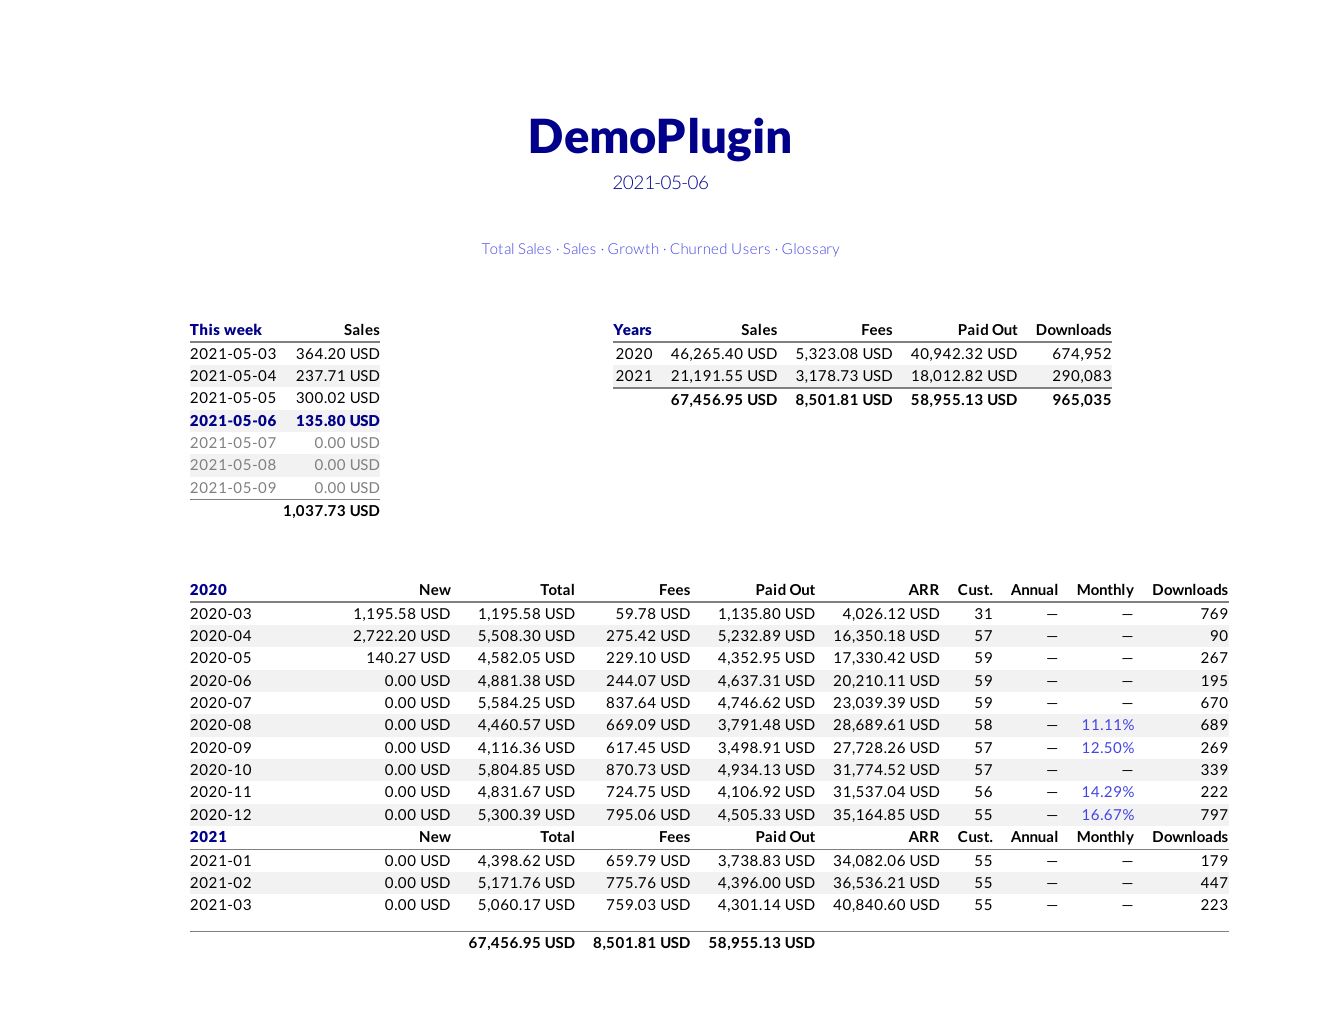 DemoPlugin
2021-05-06
Total Sales · Sales · Growth · Churned Users · Glossary
This week Sales
2021-05-03 364.20 USD
2021-05-04 237.71 USD
2021-05-05 300.02 USD
2021-05-06 135.80 USD
2021-05-07 0.00 USD
2021-05-08 0.00 USD
2021-05-09 0.00 USD
1,037.73 USD
Years Sales Fees Paid Out Downloads
2020 46,265.40 USD 5,323.08 USD 40,942.32 USD 674,952
2021 21,191.55 USD 3,178.73 USD 18,012.82 USD 290,083
67,456.95 USD 8,501.81 USD 58,955.13 USD 965,035
2020 New Total Fees Paid Out ARR Cust. Annual Monthly Downloads
2020-03 1,195.58 USD 1,195.58 USD 59.78 USD 1,135.80 USD 4,026.12 USD 31 — — 769
2020-04 2,722.20 USD 5,508.30 USD 275.42 USD 5,232.89 USD 16,350.18 USD 57 — — 90
2020-05 140.27 USD 4,582.05 USD 229.10 USD 4,352.95 USD 17,330.42 USD 59 — — 267
2020-06 0.00 USD 4,881.38 USD 244.07 USD 4,637.31 USD 20,210.11 USD 59 — — 195
2020-07 0.00 USD 5,584.25 USD 837.64 USD 4,746.62 USD 23,039.39 USD 59 — — 670
2020-08 0.00 USD 4,460.57 USD 669.09 USD 3,791.48 USD 28,689.61 USD 58 — 11.11% 689
2020-09 0.00 USD 4,116.36 USD 617.45 USD 3,498.91 USD 27,728.26 USD 57 — 12.50% 269
2020-10 0.00 USD 5,804.85 USD 870.73 USD 4,934.13 USD 31,774.52 USD 57 — — 339
2020-11 0.00 USD 4,831.67 USD 724.75 USD 4,106.92 USD 31,537.04 USD 56 — 14.29% 222
2020-12 0.00 USD 5,300.39 USD 795.06 USD 4,505.33 USD 35,164.85 USD 55 — 16.67% 797
2021 New Total Fees Paid Out ARR Cust. Annual Monthly Downloads
2021-01 0.00 USD 4,398.62 USD 659.79 USD 3,738.83 USD 34,082.06 USD 55 — — 179
2021-02 0.00 USD 5,171.76 USD 775.76 USD 4,396.00 USD 36,536.21 USD 55 — — 447
2021-03 0.00 USD 5,060.17 USD 759.03 USD 4,301.14 USD 40,840.60 USD 55 — — 223
67,456.95 USD 8,501.81 USD 58,955.13 USD